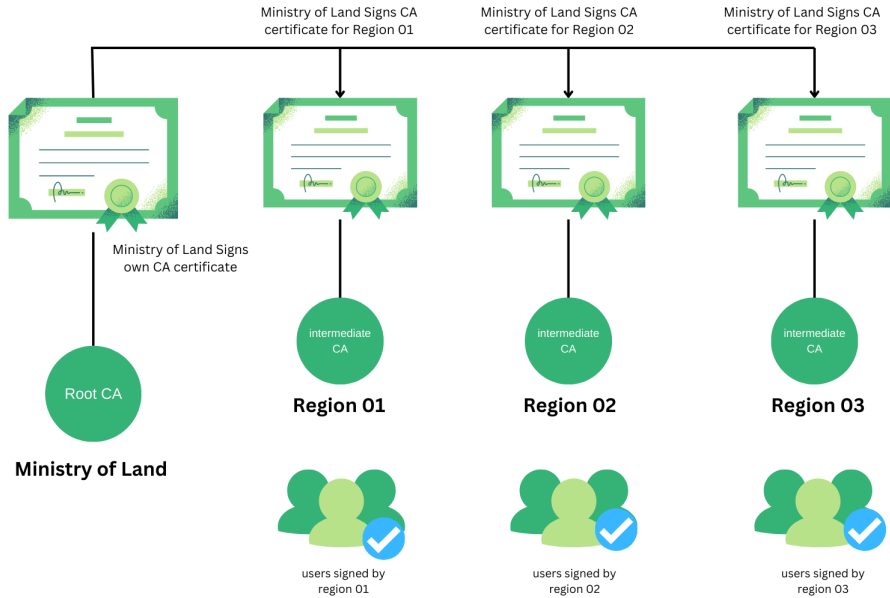 Ministry of Land Signs CA
certificate for Region 01
Ministry of Land Signs CA
certificate for Region 02
Ministry of Land Signs CA
certificate for Region 03
Ministry of Land Signs
own CA certificate
Root CA
Ministry of Land
intermediate
CA
Region 01
intermediate
CA
Region 02
intermediate
CA
Region 03
users signed by
region 01
users signed by
region 02
users signed by
region 03